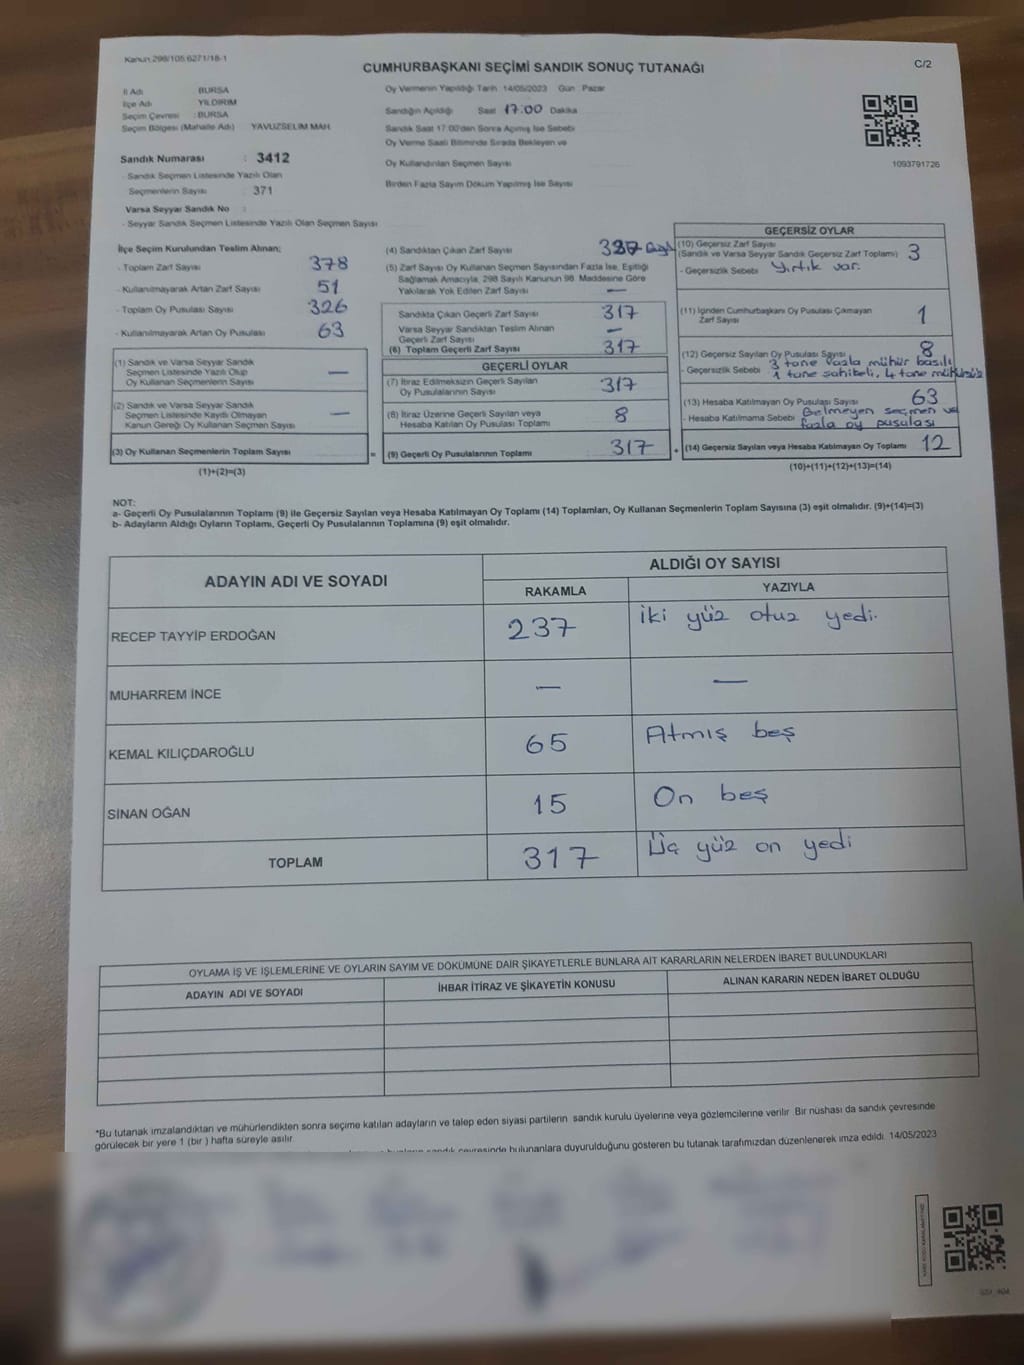 Kanun 298/105 6271/18-1
CUMHURBAŞKANI SEÇİMİ SANDIK SONUÇ TUTANAĞI
C/2
İl Adı BURSA
İlçe Adı YILDIRIM
Seçim Çevresi : BURSA
Seçim Bölgesi (Mahalle Adı) YAVUZSELİM MAH.
Sandık Numarası : 3412
- Sandık Seçmen Listesinde Yazılı Olan
Seçmenlerin Sayısı : 371
Varsa Seyyar Sandık No :
- Seyyar Sandık Seçmen Listesinde Yazılı Olan Seçmen Sayısı
Oy Vermenin Yapıldığı Tarih 14/05/2023 Gün Pazar
Sandığın Açıldığı Saat 17:00 Dakika
Sandık Saat 17:00'den Sonra Açılmış İse Sebebi
Oy Verme Saati Bitiminde Sırada Bekleyen ve
Oy Kullandırılan Seçmen Sayısı
Birden Fazla Sayım Döküm Yapılmış İse Sayısı
1093791726
İlçe Seçim Kurulundan Teslim Alınan;
- Toplam Zarf Sayısı 378
- Kullanılmayarak Artan Zarf Sayısı 51
- Toplam Oy Pusulası Sayısı 326
- Kullanılmayarak Artan Oy Pusulası 63
(1) Sandık ve Varsa Seyyar Sandık
Seçmen Listesinde Yazılı Olup
Oy Kullanan Seçmenlerin Sayısı —
(2) Sandık ve Varsa Seyyar Sandık
Seçmen Listesinde Kayıtlı Olmayan
Kanun Gereği Oy Kullanan Seçmen Sayısı —
(3) Oy Kullanan Seçmenlerin Toplam Sayısı =
(1)+(2)=(3)
(4) Sandıktan Çıkan Zarf Sayısı
(5) Zarf Sayısı Oy Kullanan Seçmen Sayısından Fazla İse, Eşitliği
Sağlamak Amacıyla, 298 Sayılı Kanunun 98. Maddesine Göre
Yakılarak Yok Edilen Zarf Sayısı —
Sandıkta Çıkan Geçerli Zarf Sayısı 317
Varsa Seyyar Sandıktan Teslim Alınan
Geçerli Zarf Sayısı —
(6) Toplam Geçerli Zarf Sayısı 317
GEÇERLİ OYLAR
(7) İtiraz Edilmeksizin Geçerli Sayılan
Oy Pusulalarının Sayısı 317
(8) İtiraz Üzerine Geçerli Sayılan veya
Hesaba Katılan Oy Pusulası Toplamı 8
(9) Geçerli Oy Pusulalarının Toplamı 317 +
GEÇERSİZ OYLAR
(10) Geçersiz Zarf Sayısı
(Sandık ve Varsa Seyyar Sandık Geçersiz Zarf Toplamı) 3
- Geçersizlik Sebebi Yırtık var.
(11) İçinden Cumhurbaşkanı Oy Pusulası Çıkmayan
Zarf Sayısı 1
(12) Geçersiz Sayılan Oy Pusulası Sayısı 8
- Geçersizlik Sebebi 3 tane fazla mühür basılı
1 tane sahibeli, 4 tane mühürsüz
(13) Hesaba Katılmayan Oy Pusulası Sayısı 63
- Hesaba Katılmama Sebebi Gelmeyen seçmen ve
fazla oy pusulası
(14) Geçersiz Sayılan veya Hesaba Katılmayan Oy Toplamı 12
(10)+(11)+(12)+(13)=(14)
NOT:
a- Geçerli Oy Pusulalarının Toplamı (9) ile Geçersiz Sayılan veya Hesaba Katılmayan Oy Toplamı (14) Toplamları, Oy Kullanan Seçmenlerin Toplam Sayısına (3) eşit olmalıdır. (9)+(14)=(3)
b- Adayların Aldığı Oyların Toplamı, Geçerli Oy Pusulalarının Toplamına (9) eşit olmalıdır.
ADAYIN ADI VE SOYADI
ALDIĞI OY SAYISI
RAKAMLA YAZIYLA
RECEP TAYYİP ERDOĞAN 237 İki yüz otuz yedi.
MUHARREM İNCE — —
KEMAL KILIÇDAROĞLU 65 Atmış beş
SİNAN OĞAN 15 On beş
TOPLAM 317 Üç yüz on yedi
OYLAMA İŞ VE İŞLEMLERİNE VE OYLARIN SAYIM VE DÖKÜMÜNE DAİR ŞİKAYETLERLE BUNLARA AİT KARARLARIN NELERDEN İBARET BULUNDUKLARI
ADAYIN ADI VE SOYADI İHBAR İTİRAZ VE ŞİKAYETİN KONUSU ALINAN KARARIN NEDEN İBARET OLDUĞU
*Bu tutanak imzalandıktan ve mühürlendikten sonra seçime katılan adayların ve talep eden siyasi partilerin sandık kurulu üyelerine veya gözlemcilerine verilir. Bir nüshası da sandık çevresinde
görülecek bir yere 1 (bir ) hafta süreyle asılır.
sandık çevresinde bulunanlara duyurulduğunu gösteren bu tutanak tarafımızdan düzenlenerek imza edildi. 14/05/2023